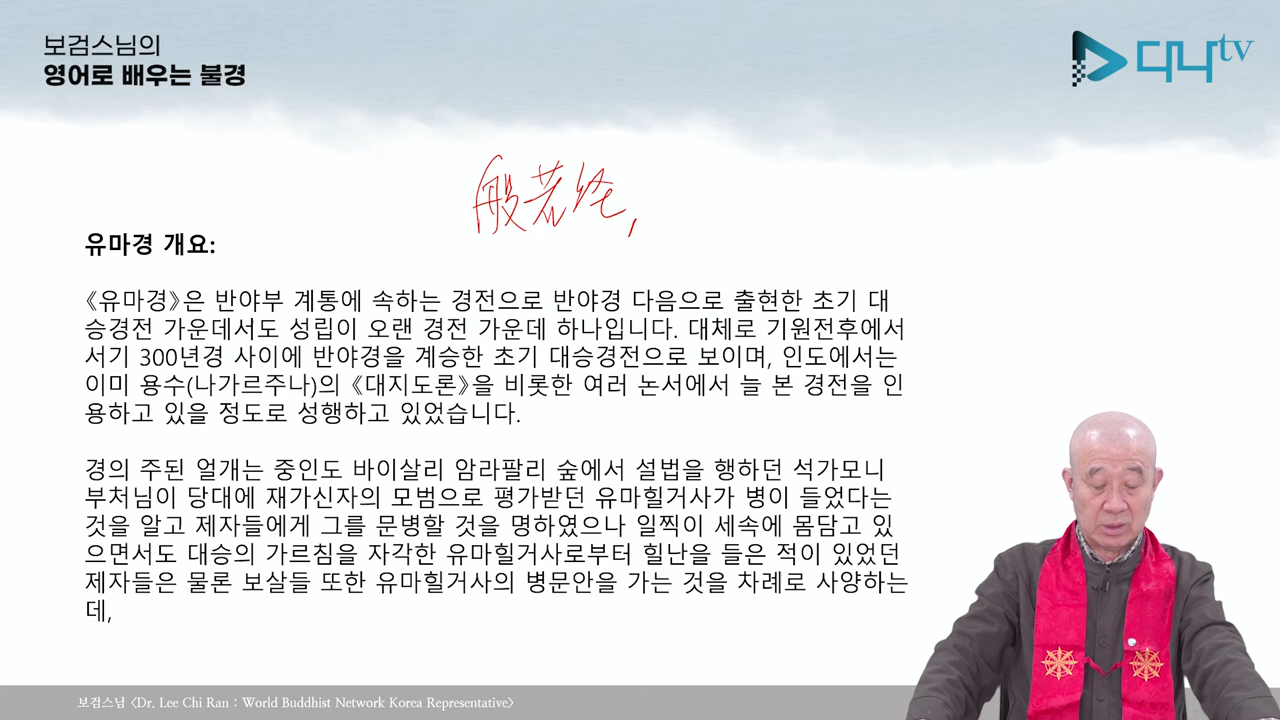 보검스님의
영어로 배우는 불경
디나tv
般若经,
유마경 개요:
《유마경》은 반야부 계통에 속하는 경전으로 반야경 다음으로 출현한 초기 대
승경전 가운데서도 성립이 오랜 경전 가운데 하나입니다. 대체로 기원전후에서
서기 300년경 사이에 반야경을 계승한 초기 대승경전으로 보이며, 인도에서는
이미 용수(나가르주나)의 《대지도론》을 비롯한 여러 논서에서 늘 본 경전을 인
용하고 있을 정도로 성행하고 있었습니다.
경의 주된 얼개는 중인도 바이살리 암라팔리 숲에서 설법을 행하던 석가모니
부처님이 당대에 재가신자의 모범으로 평가받던 유마힐거사가 병이 들었다는
것을 알고 제자들에게 그를 문병할 것을 명하였으나 일찍이 세속에 몸담고 있
으면서도 대승의 가르침을 자각한 유마힐거사로부터 힐난을 들은 적이 있었던
제자들은 물론 보살들 또한 유마힐거사의 병문안을 가는 것을 차례로 사양하는
데,
보검스님 〈Dr. Lee Chi Ran : World Buddhist Network Korea Representative〉